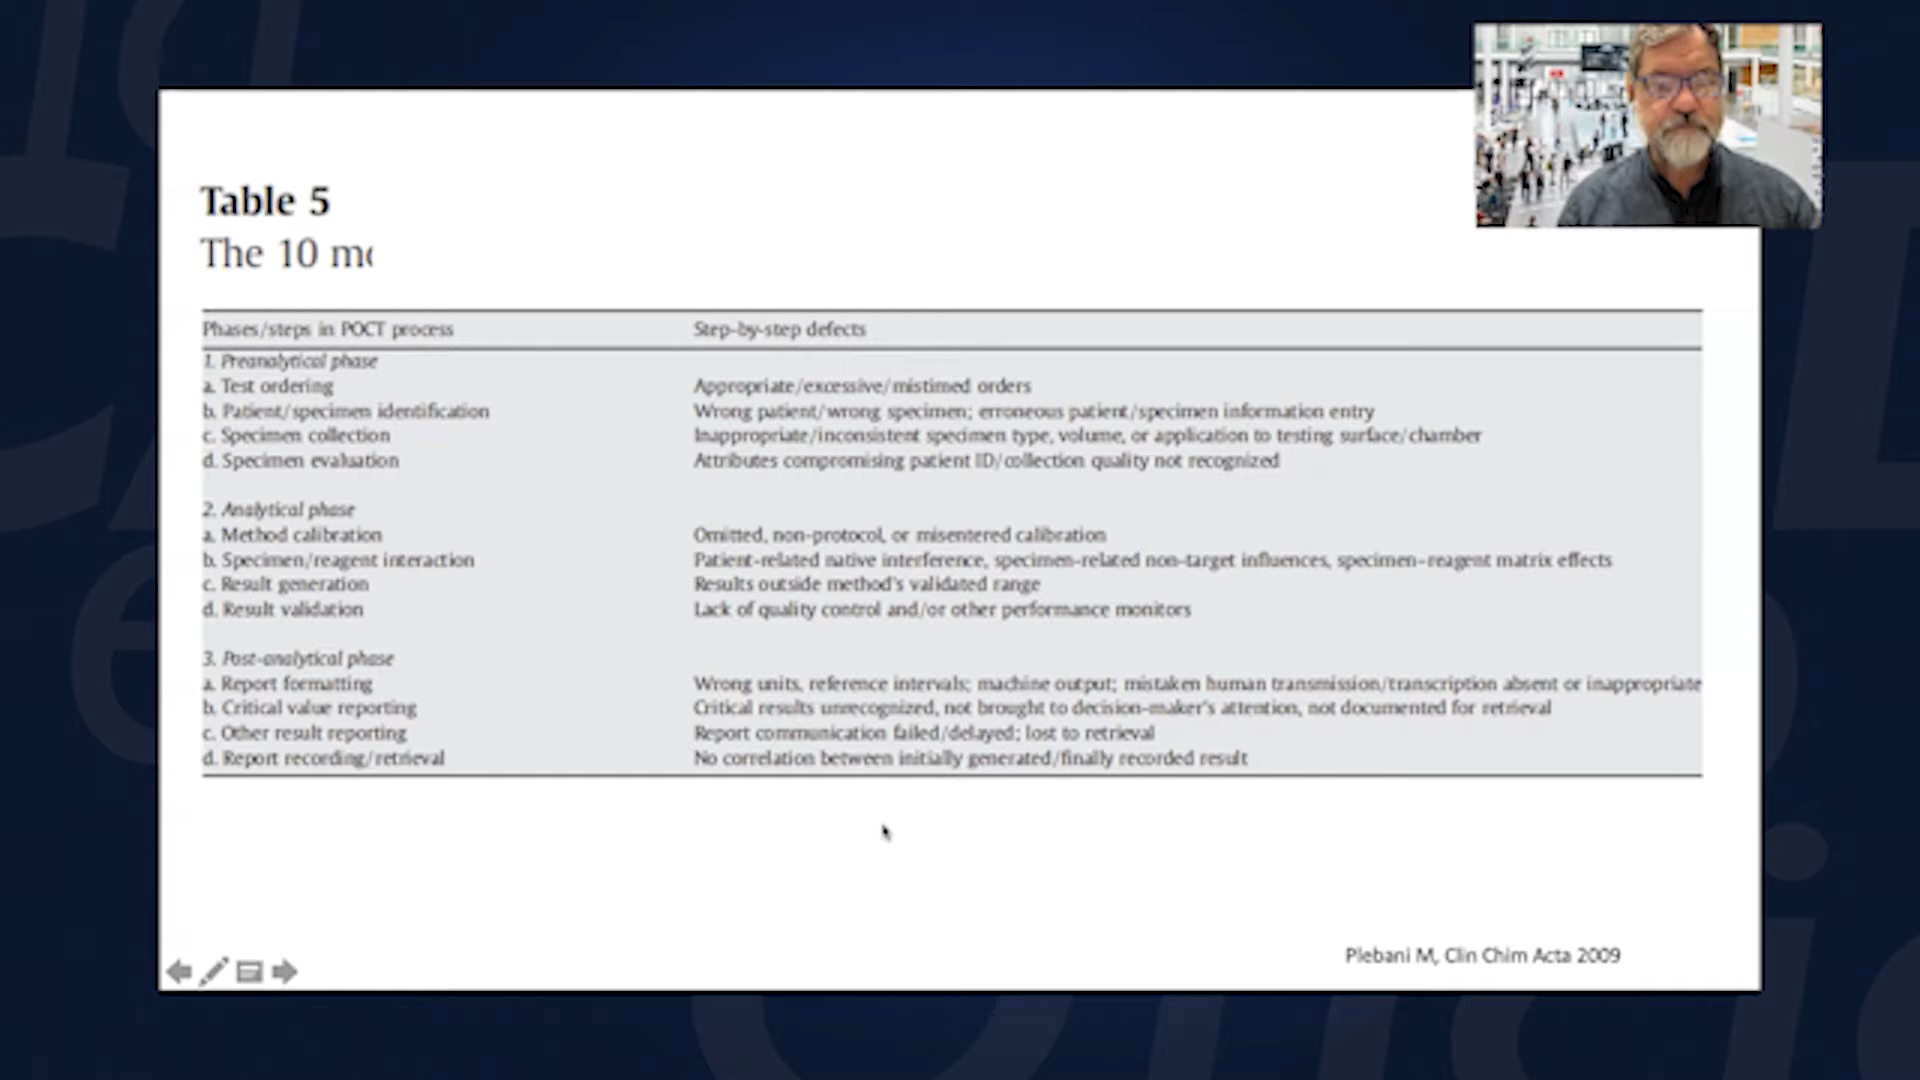 Table 5
The 10 mo
Phases/steps in POCT process Step-by-step defects
1. Preanalytical phase
a. Test ordering Appropriate/excessive/mistimed orders
b. Patient/specimen identification Wrong patient/wrong specimen; erroneous patient/specimen information entry
c. Specimen collection Inappropriate/inconsistent specimen type, volume, or application to testing surface/chamber
d. Specimen evaluation Attributes compromising patient ID/collection quality not recognized
2. Analytical phase
a. Method calibration Omitted, non-protocol, or misentered calibration
b. Specimen/reagent interaction Patient-related native interference, specimen-related non-target influences, specimen-reagent matrix effects
c. Result generation Results outside method's validated range
d. Result validation Lack of quality control and/or other performance monitors
3. Post-analytical phase
a. Report formatting Wrong units, reference intervals; machine output; mistaken human transmission/transcription absent or inappropriate
b. Critical value reporting Critical results unrecognized, not brought to decision-maker's attention, not documented for retrieval
c. Other result reporting Report communication failed/delayed; lost to retrieval
d. Report recording/retrieval No correlation between initially generated/finally recorded result
Plebani M, Clin Chim Acta 2009